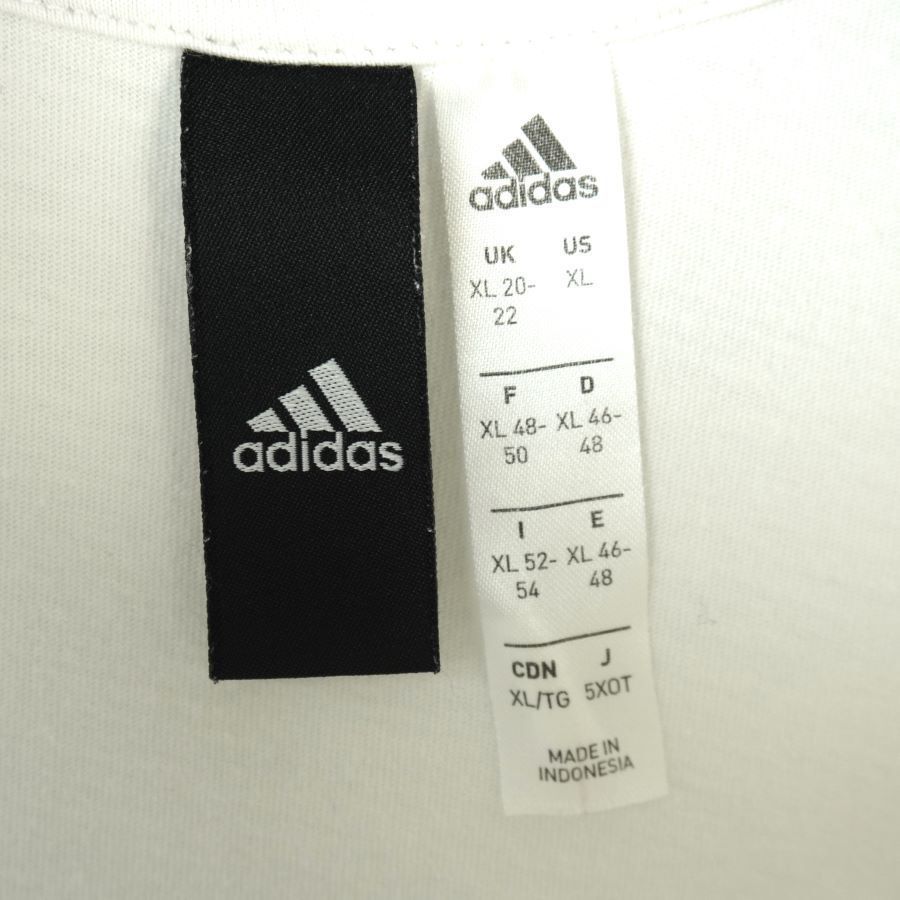 adidas
adidas
UK US
XL 20- XL
22
F D
XL 48- XL 46-
50 48
I E
XL 52- XL 46-
54 48
CDN J
XL/TG 5XOT
MADE IN
INDONESIA